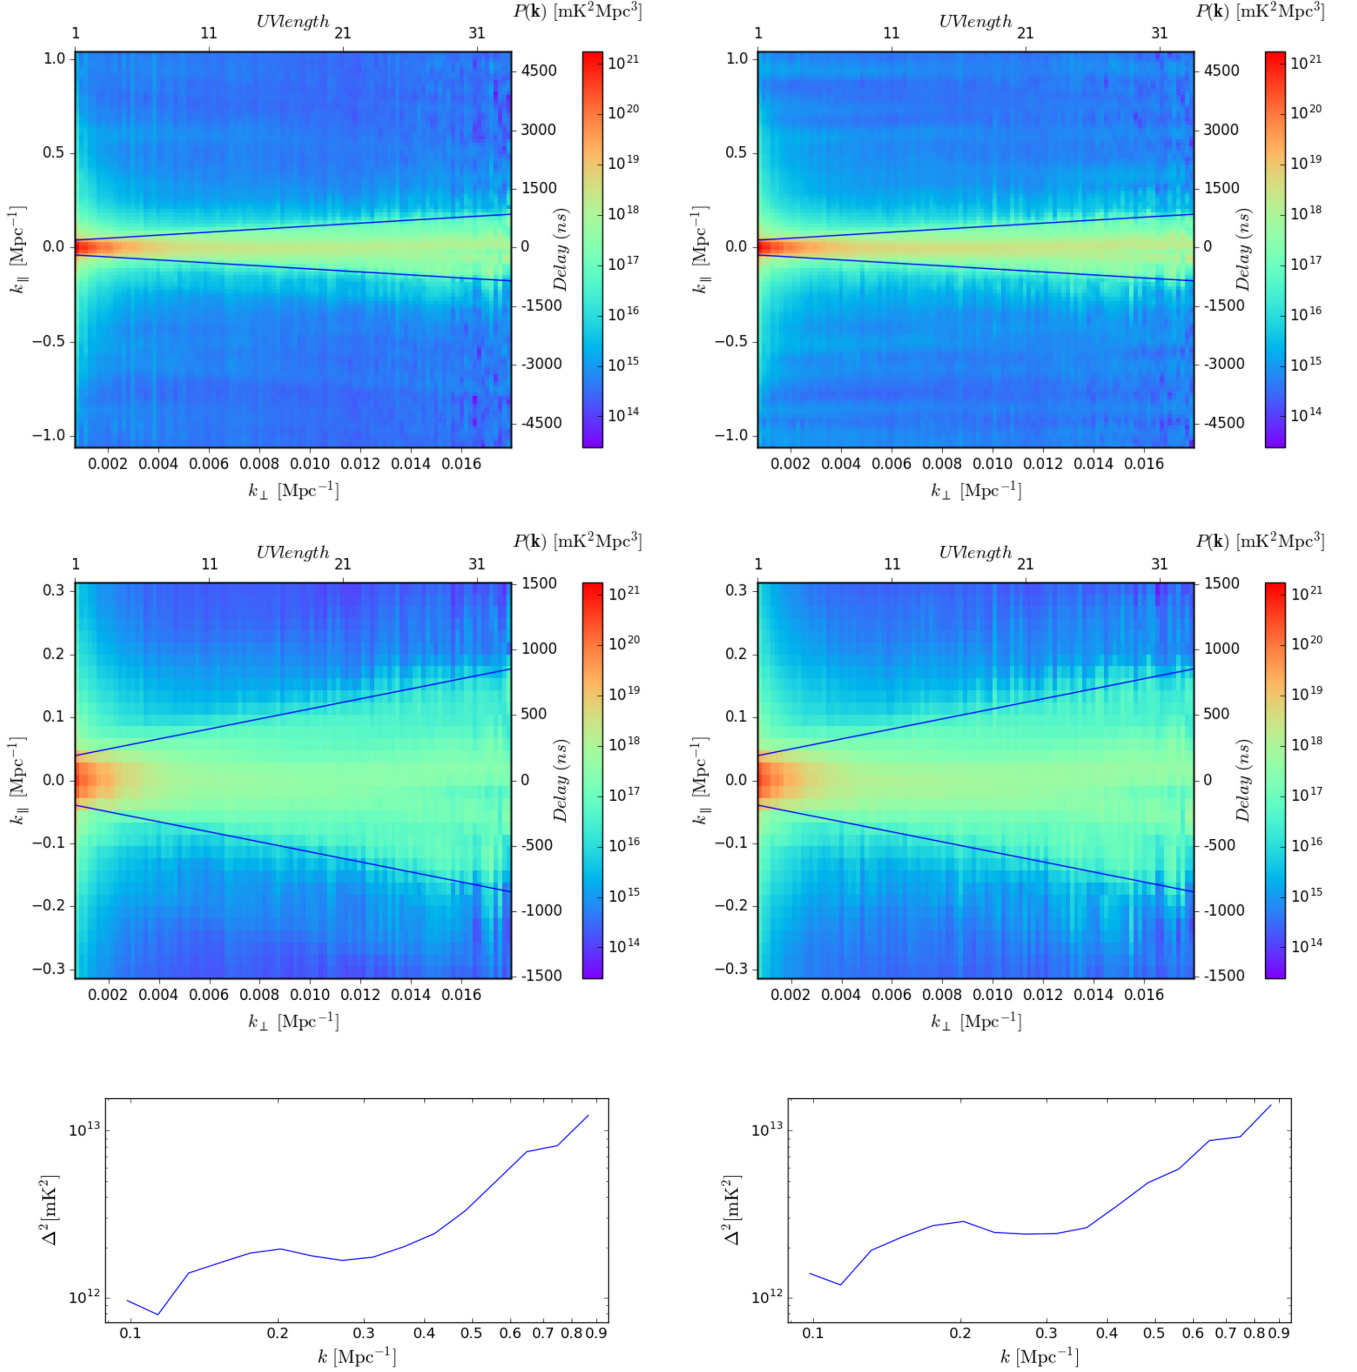 UVlength P(k) [mK²Mpc³]
1 11 21 31
1.0 0.5 0.0 −0.5 −1.0
k∥ [Mpc⁻¹]
4500 3000 1500 0 -1500 -3000 -4500
Delay (ns)
10²¹ 10²⁰ 10¹⁹ 10¹⁸ 10¹⁷ 10¹⁶ 10¹⁵ 10¹⁴
0.002 0.004 0.006 0.008 0.010 0.012 0.014 0.016
k⊥ [Mpc⁻¹]
UVlength P(k) [mK²Mpc³]
1 11 21 31
1.0 0.5 0.0 −0.5 −1.0
k∥ [Mpc⁻¹]
4500 3000 1500 0 -1500 -3000 -4500
Delay (ns)
10²¹ 10²⁰ 10¹⁹ 10¹⁸ 10¹⁷ 10¹⁶ 10¹⁵ 10¹⁴
0.002 0.004 0.006 0.008 0.010 0.012 0.014 0.016
k⊥ [Mpc⁻¹]
UVlength P(k) [mK²Mpc³]
1 11 21 31
0.3 0.2 0.1 0.0 −0.1 −0.2 −0.3
k∥ [Mpc⁻¹]
1500 1000 500 0 -500 -1000 -1500
Delay (ns)
10²¹ 10²⁰ 10¹⁹ 10¹⁸ 10¹⁷ 10¹⁶ 10¹⁵ 10¹⁴
0.002 0.004 0.006 0.008 0.010 0.012 0.014 0.016
k⊥ [Mpc⁻¹]
UVlength P(k) [mK²Mpc³]
1 11 21 31
0.3 0.2 0.1 0.0 −0.1 −0.2 −0.3
k∥ [Mpc⁻¹]
1500 1000 500 0 -500 -1000 -1500
Delay (ns)
10²¹ 10²⁰ 10¹⁹ 10¹⁸ 10¹⁷ 10¹⁶ 10¹⁵ 10¹⁴
0.002 0.004 0.006 0.008 0.010 0.012 0.014 0.016
k⊥ [Mpc⁻¹]
10¹³ 10¹²
Δ² [mK²]
0.1 0.2 0.3 0.4 0.5 0.6 0.7 0.8 0.9
k [Mpc⁻¹]
10¹³ 10¹²
Δ² [mK²]
0.1 0.2 0.3 0.4 0.5 0.6 0.7 0.8 0.9
k [Mpc⁻¹]